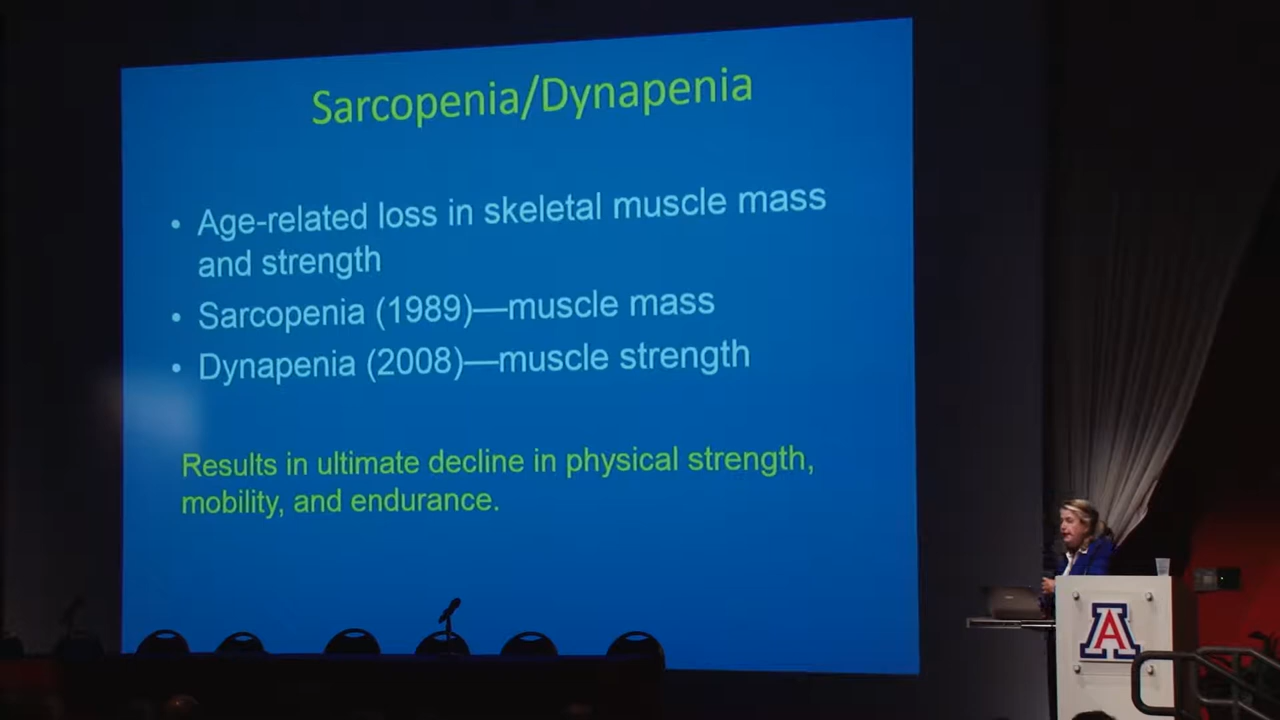 Sarcopenia/Dynapenia
• Age-related loss in skeletal muscle mass
and strength
• Sarcopenia (1989)—muscle mass
• Dynapenia (2008)—muscle strength
Results in ultimate decline in physical strength,
mobility, and endurance.
A